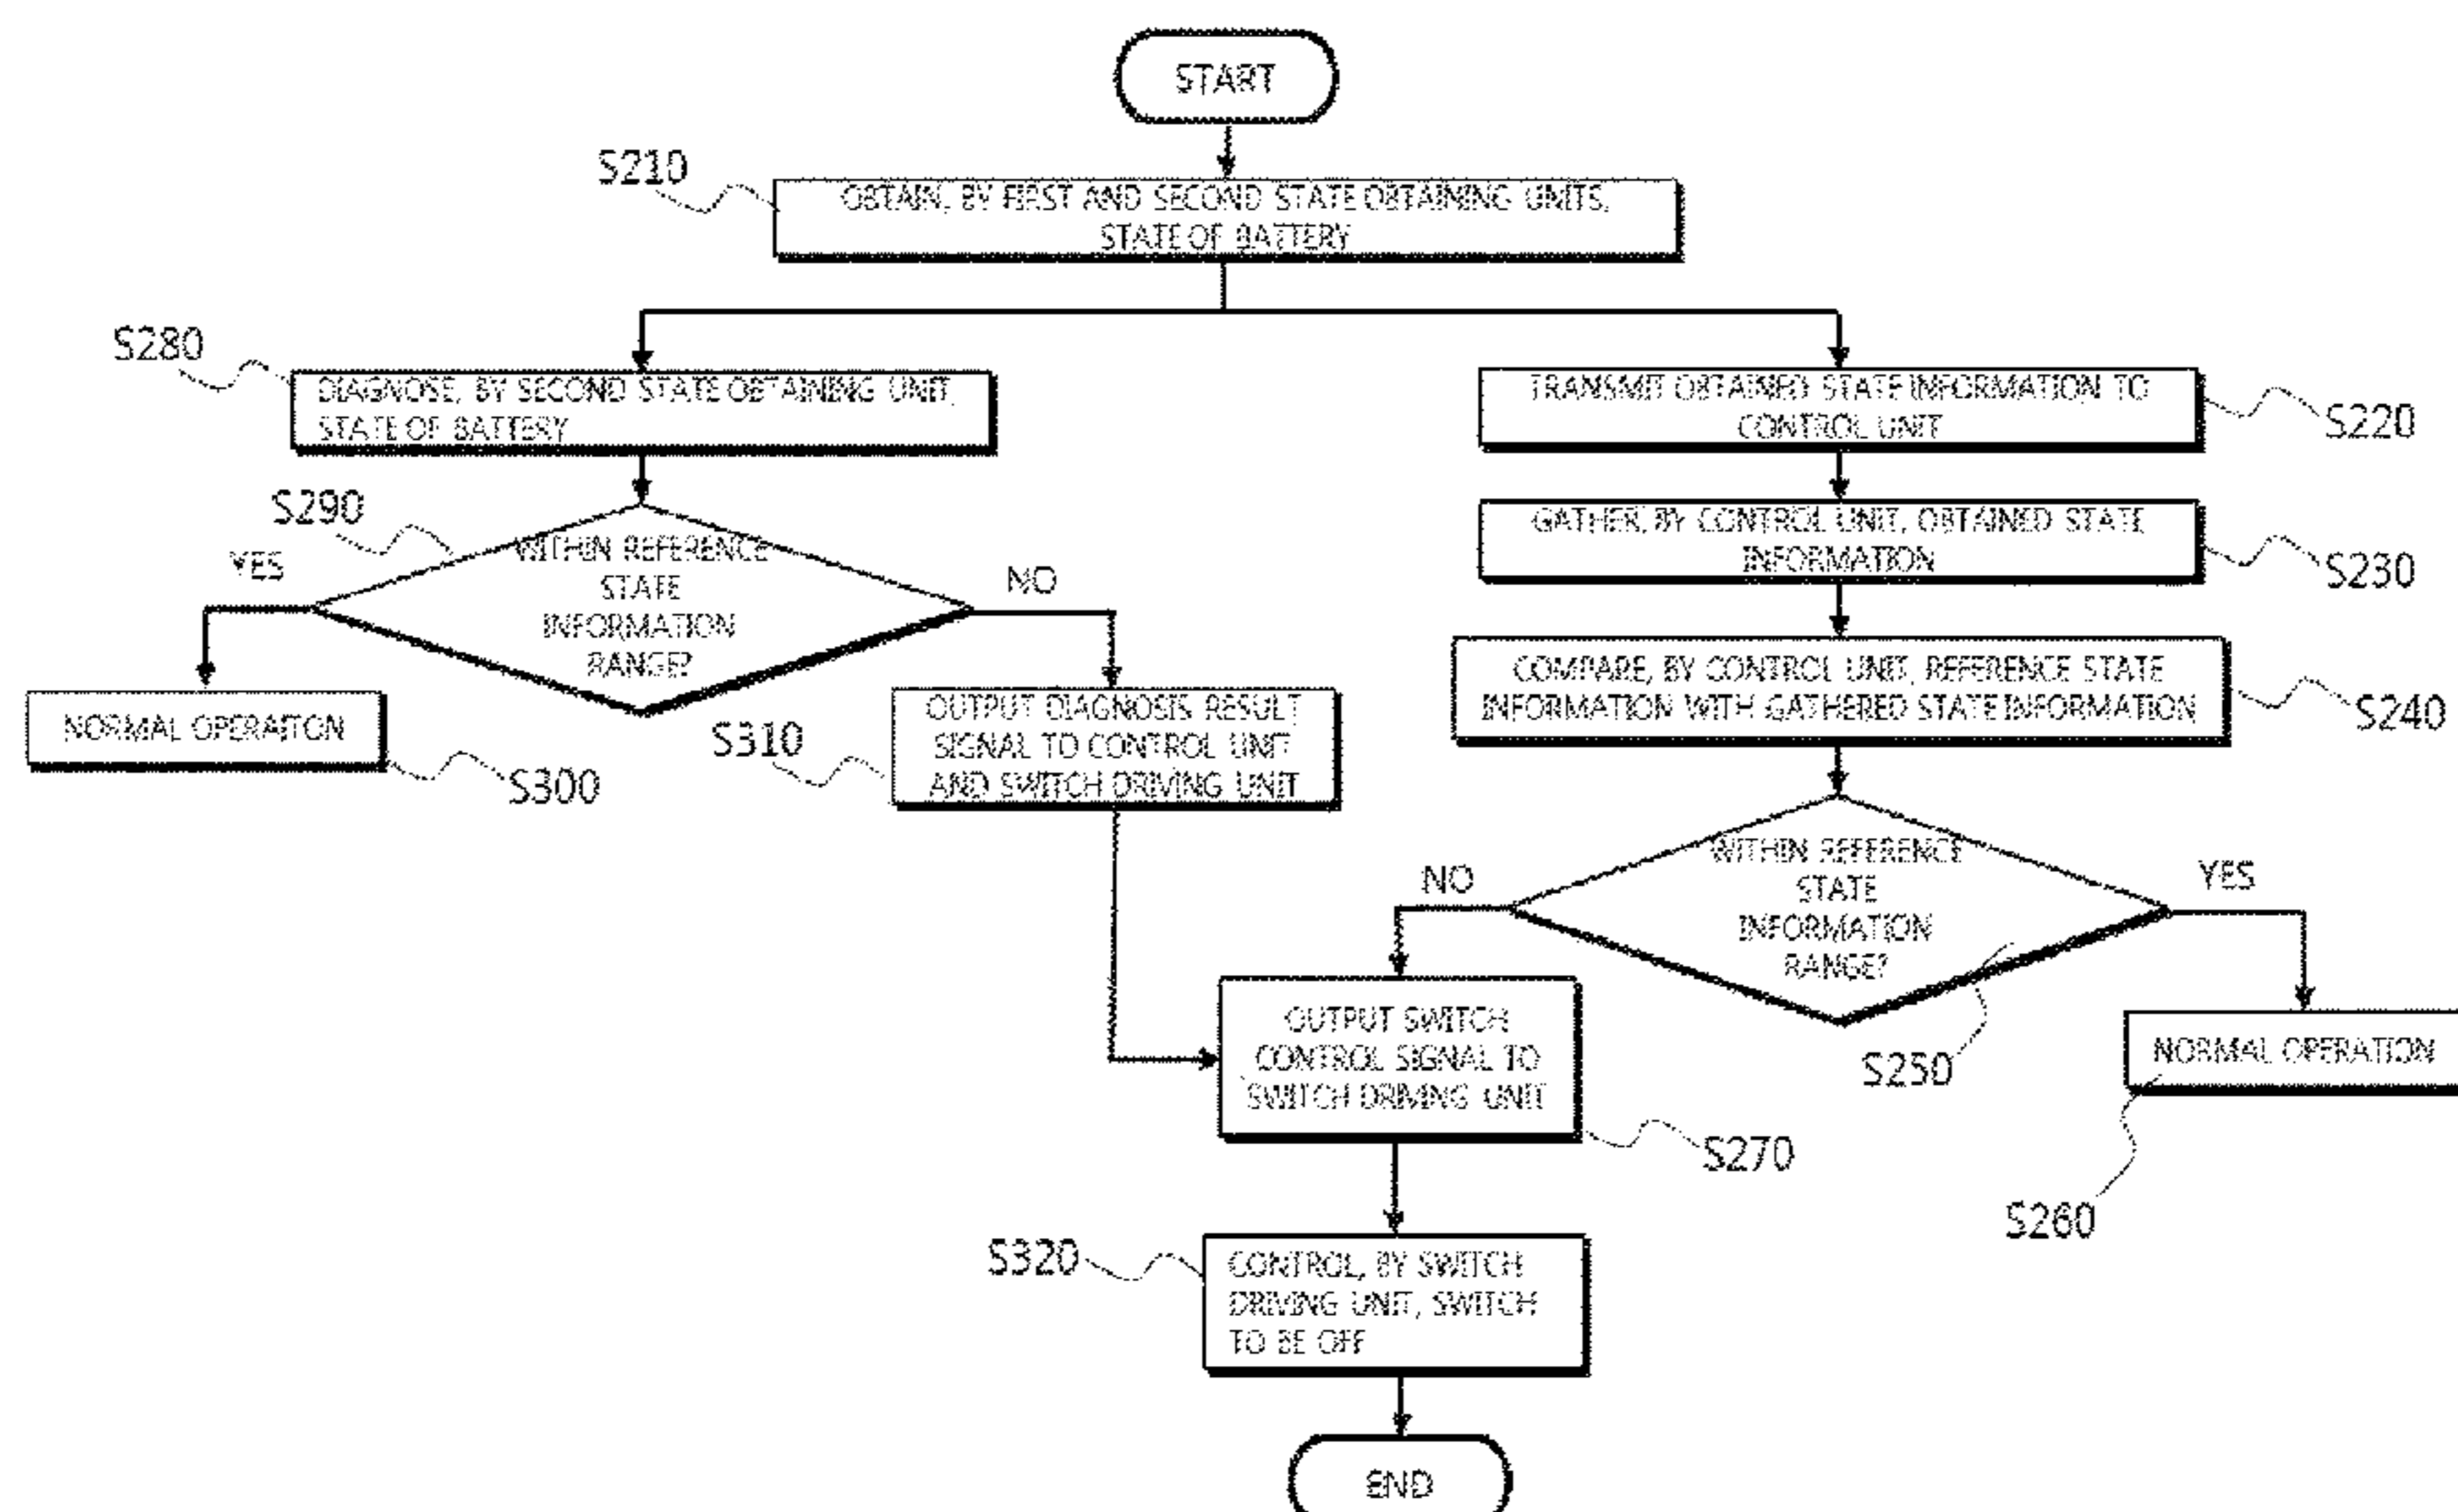 START
S210
OBTAIN, BY FIRST AND SECOND STATE OBTAINING UNITS,
STATE OF BATTERY
S280
DIAGNOSE, BY SECOND STATE OBTAINING UNIT,
STATE OF BATTERY
TRANSMIT OBTAINED STATE INFORMATION TO
CONTROL UNIT
S220
S290
YES
WITHIN REFERENCE
STATE
INFORMATION
RANGE?
NO
GATHER, BY CONTROL UNIT, OBTAINED STATE
INFORMATION
S230
NORMAL OPERAITON
S300
S310
OUTPUT DIAGNOSIS RESULT
SIGNAL TO CONTROL UNIT
AND SWITCH DRIVING UNIT
COMPARE, BY CONTROL UNIT, REFERENCE STATE
INFORMATION WITH GATHERED STATE INFORMATION
S240
NO
WITHIN REFERENCE
STATE
INFORMATION
RANGE?
YES
S250
OUTPUT SWITCH
CONTROL SIGNAL TO
SWITCH DRIVING UNIT
S270
NORMAL OPERATION
S260
S320
CONTROL, BY SWITCH
DRIVING UNIT, SWITCH
TO BE OFF
END